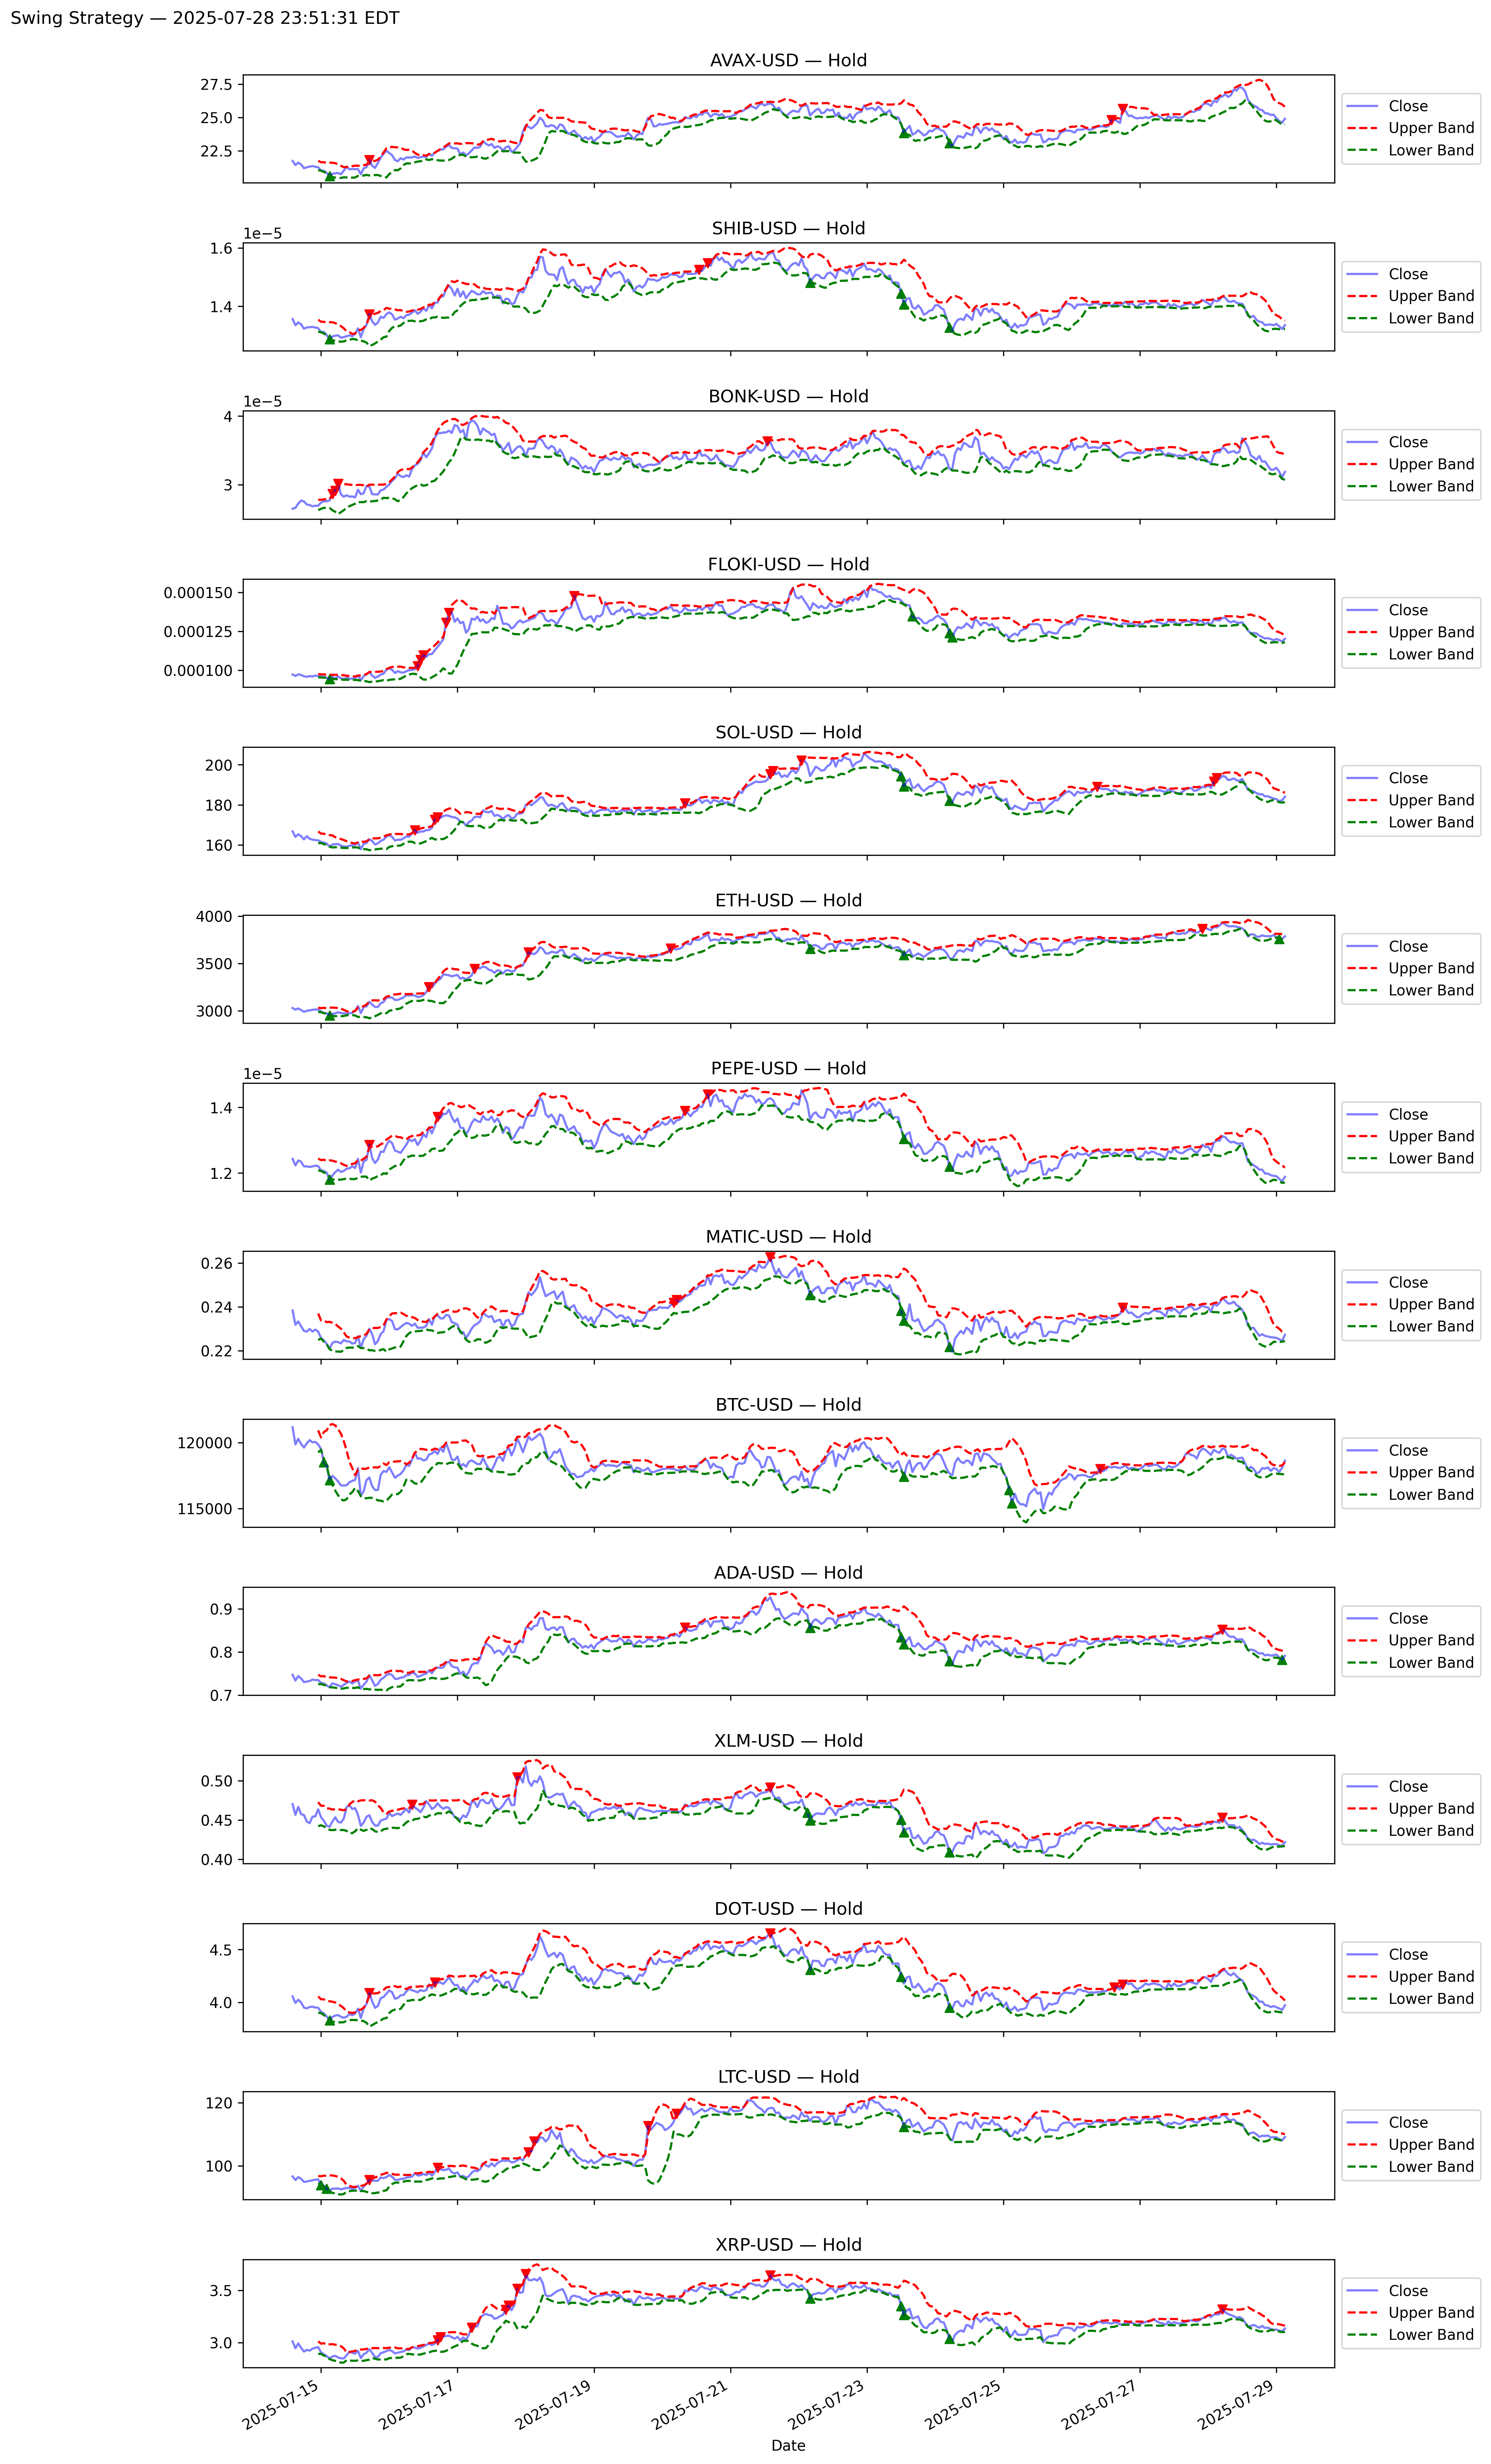 Swing Strategy — 2025-07-28 23:51:31 EDT
AVAX-USD — Hold
27.5
25.0
22.5
Close
Upper Band
Lower Band
SHIB-USD — Hold
1e−5
1.6
1.4
Close
Upper Band
Lower Band
BONK-USD — Hold
1e−5
4
3
Close
Upper Band
Lower Band
FLOKI-USD — Hold
0.000150
0.000125
0.000100
Close
Upper Band
Lower Band
SOL-USD — Hold
200
180
160
Close
Upper Band
Lower Band
ETH-USD — Hold
4000
3500
3000
Close
Upper Band
Lower Band
PEPE-USD — Hold
1e−5
1.4
1.2
Close
Upper Band
Lower Band
MATIC-USD — Hold
0.26
0.24
0.22
Close
Upper Band
Lower Band
BTC-USD — Hold
120000
115000
Close
Upper Band
Lower Band
ADA-USD — Hold
0.9
0.8
0.7
Close
Upper Band
Lower Band
XLM-USD — Hold
0.50
0.45
0.40
Close
Upper Band
Lower Band
DOT-USD — Hold
4.5
4.0
Close
Upper Band
Lower Band
LTC-USD — Hold
120
100
Close
Upper Band
Lower Band
XRP-USD — Hold
3.5
3.0
Close
Upper Band
Lower Band
2025-07-15
2025-07-17
2025-07-19
2025-07-21
2025-07-23
2025-07-25
2025-07-27
2025-07-29
Date